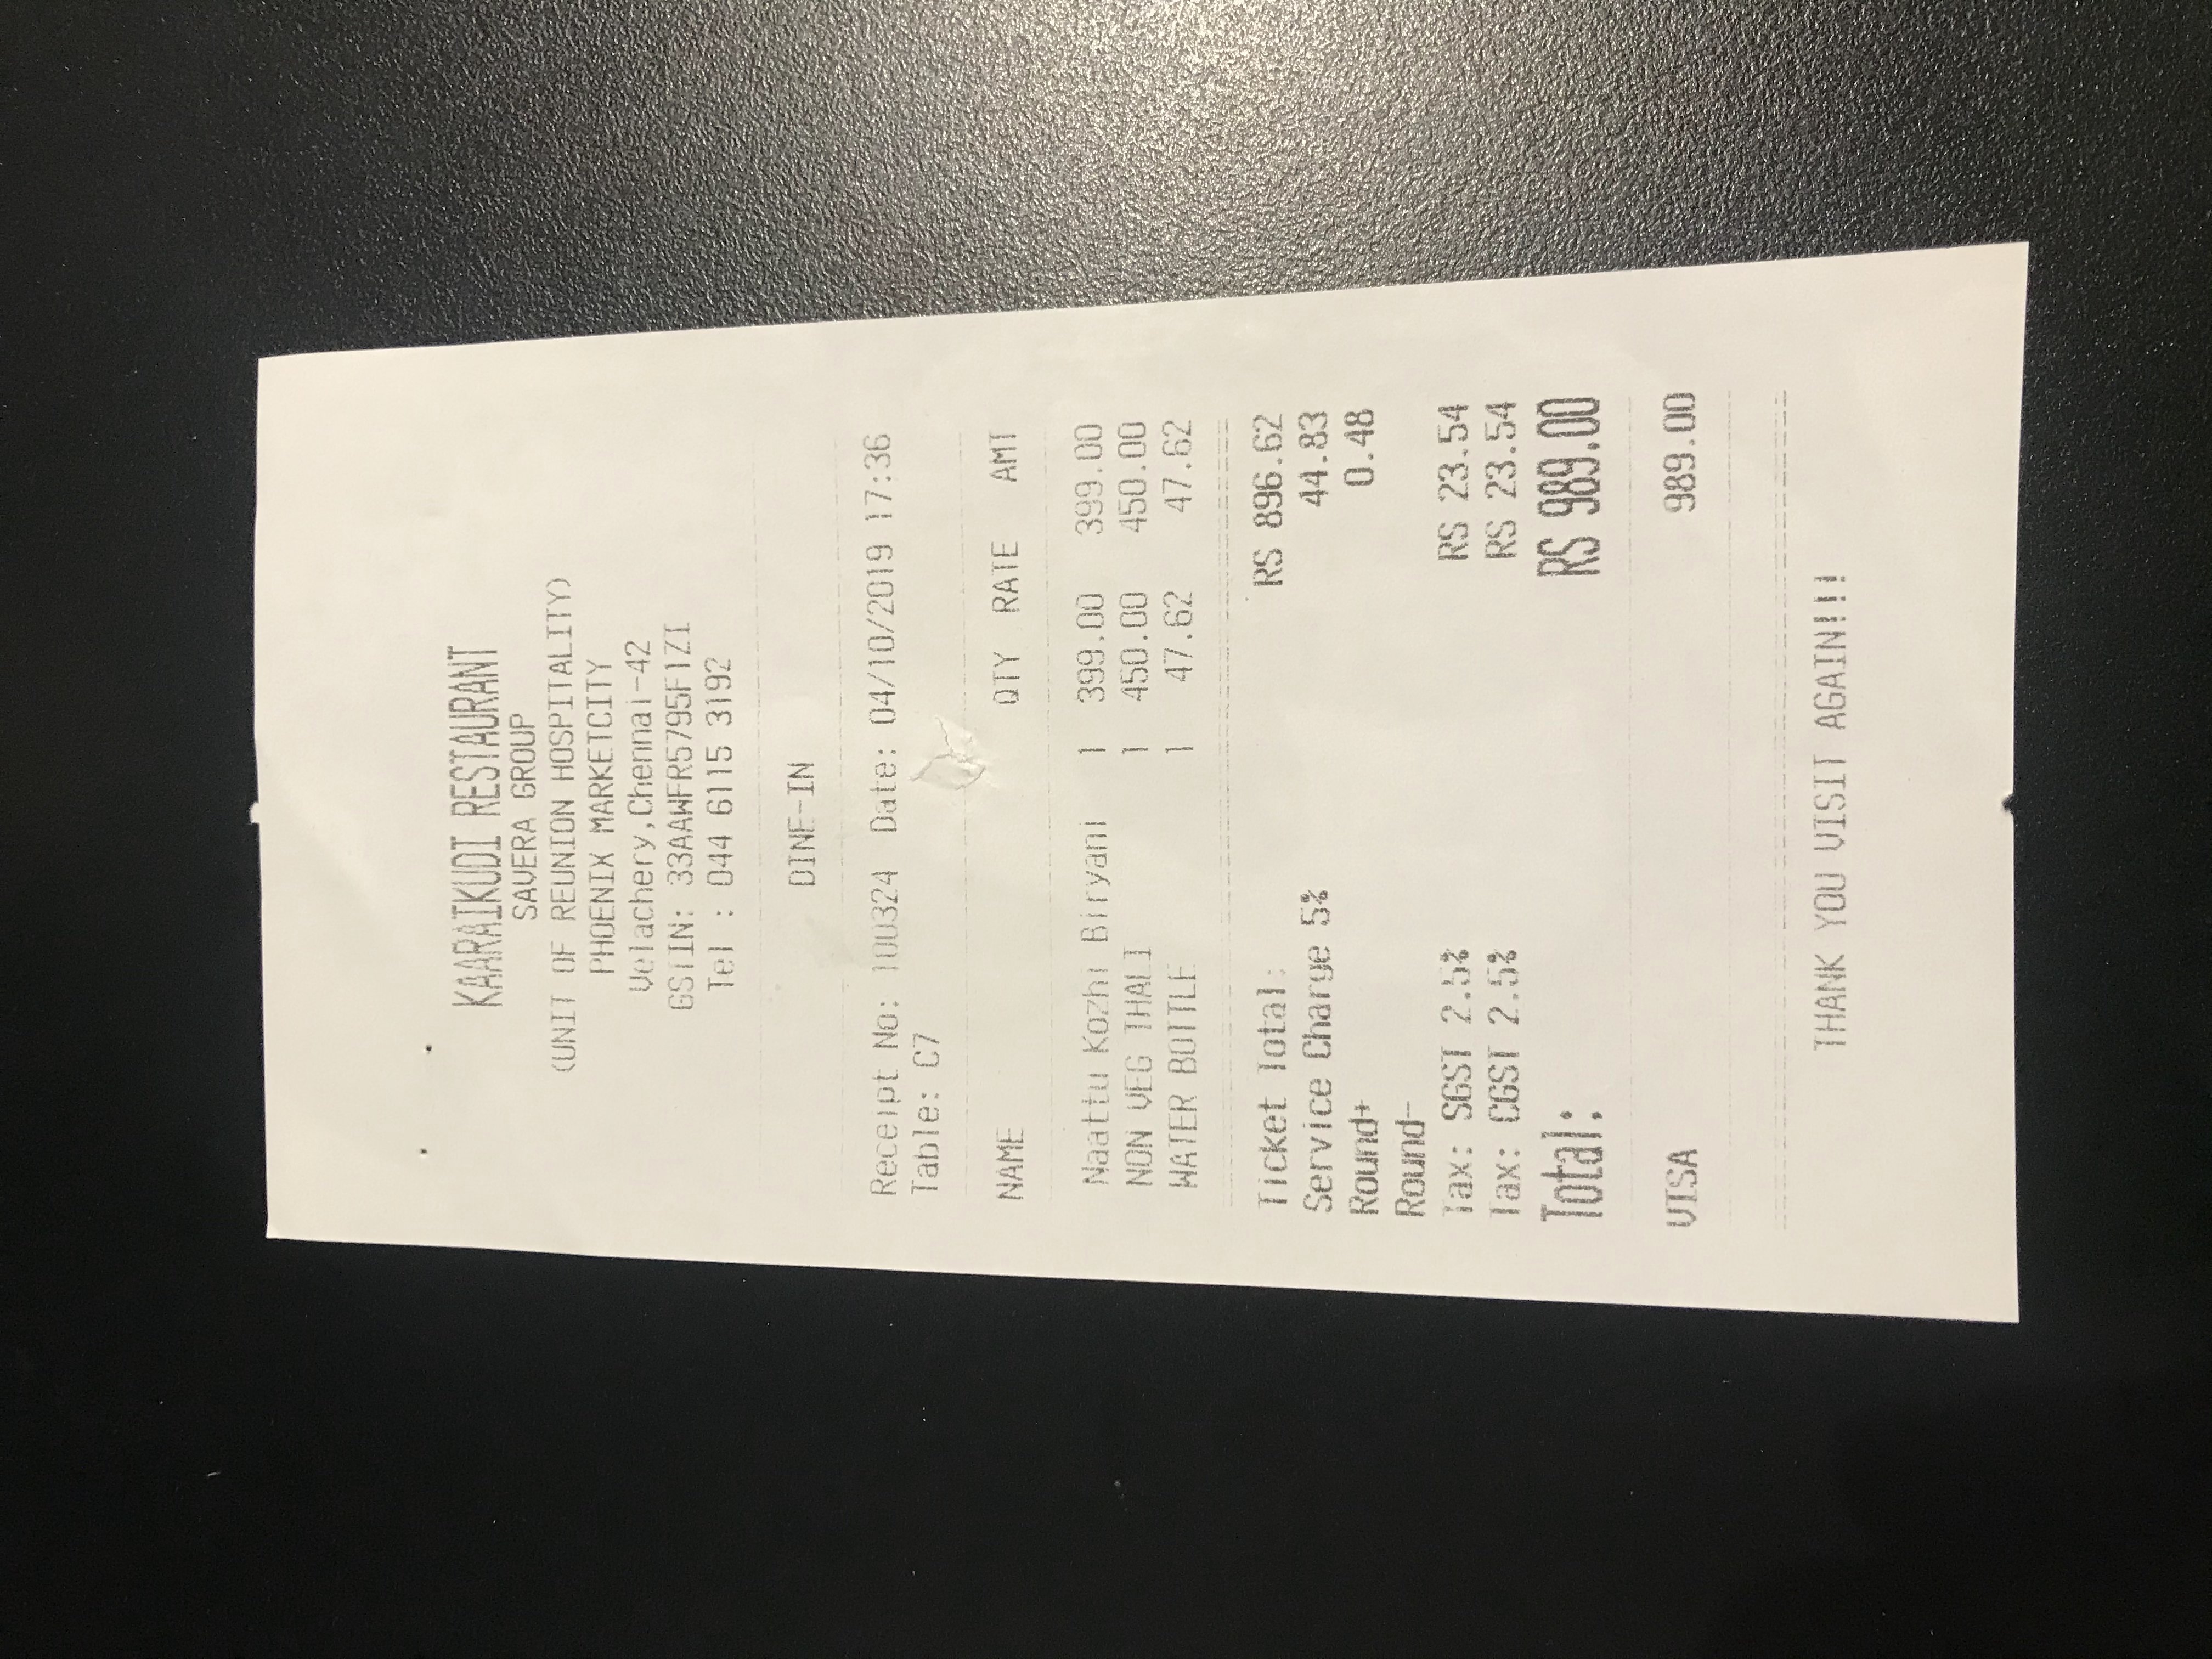 KAARAIKUDI RESTAURANT
SAVERA GROUP
(UNIT OF REUNION HOSPITALITY)
PHOENIX MARKETCITY
Velachery,Chennai-42
GSTIN: 33AAWFR5795F1ZI
Tel : 044 6115 3192
DINE-IN
Receipt No: 100324 Date: 04/10/2019 17:36
Table: C7
NAME QTY RATE AMT
Naattu Kozhi Biryani 1 399.00 399.00
NON VEG THALI 1 450.00 450.00
WATER BOTTLE 1 47.62 47.62
Ticket Total: RS 896.62
Service Charge 5% 44.83
Round+ 0.48
Round-
Tax: SGST 2.5% RS 23.54
Tax: CGST 2.5% RS 23.54
Total: RS 989.00
VISA 989.00
THANK YOU VISIT AGAIN!!!